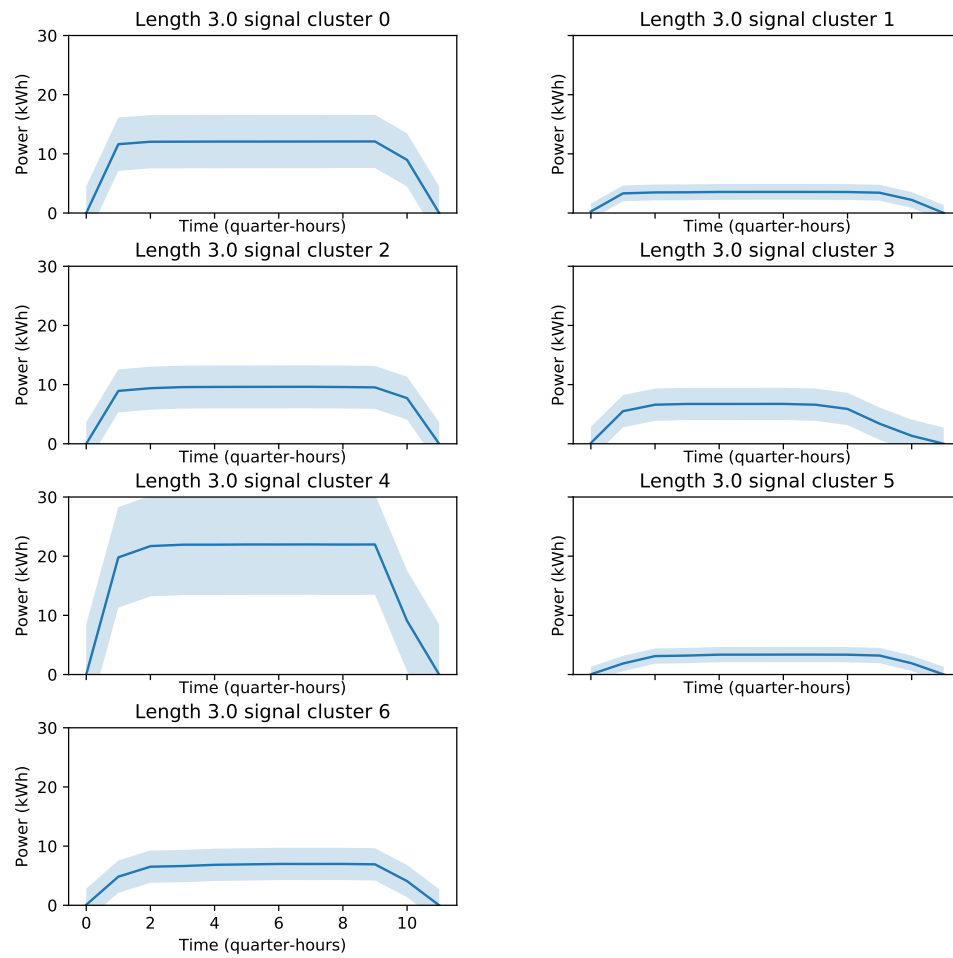 Length 3.0 signal cluster 0
30
20
10
0
Power (kWh)
Time (quarter-hours)
Length 3.0 signal cluster 1
Power (kWh)
Time (quarter-hours)
Length 3.0 signal cluster 2
30
20
10
0
Power (kWh)
Time (quarter-hours)
Length 3.0 signal cluster 3
Power (kWh)
Time (quarter-hours)
Length 3.0 signal cluster 4
30
20
10
0
Power (kWh)
Time (quarter-hours)
Length 3.0 signal cluster 5
Power (kWh)
Time (quarter-hours)
Length 3.0 signal cluster 6
30
20
10
0
Power (kWh)
0 2 4 6 8 10
Time (quarter-hours)